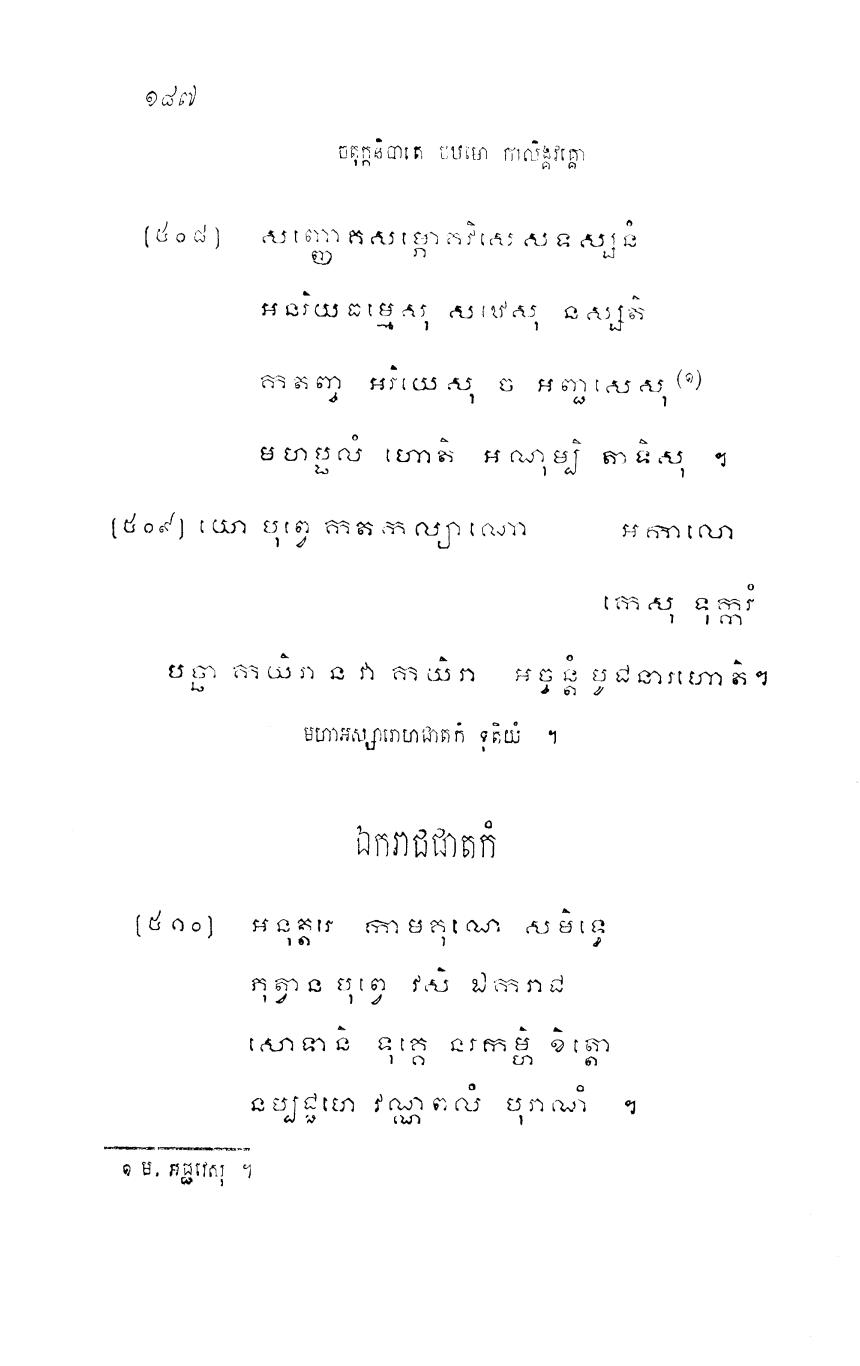 ១៨៧
ចតុក្កនិបាតេ បឋមោ កាលិង្គវគ្គោ
[៥០៨] សញ្ញោគសម្ភោគវិសេសទស្សនំ
អនរិយធម្មេសុ សឋេសុ នស្សតិ
កតញ្ច អរិយេសុ ច អញ្ជសេសុ (១)
មហប្ផលំ ហោតិ អណុម្បិ តាទិសុ ។
[៥០៩] យោ បុព្វេ កតកល្យាណោ អកា លោ
កេសុ ទុក្ករំ
បច្ឆា កយិរា ន វា កយិរា អច្ចន្តំ បូជនារហោតិ។
មហាអស្សារោហជាតកំ ទុតិយំ ។
ឯករាជជាតកំ
[៥១០] អនុត្តរេ កាមគុណេ សមិទ្ធេ
ភុត្វាន បុព្វេ វសិ ឯករាជ
សោទានិ ទុគ្គេ នរកម្ហិ ខិត្តោ
នប្បជ្ជហេ វណ្ណពលំ បុរាណំ ។
១ ម. អជ្ជវេសុ ។